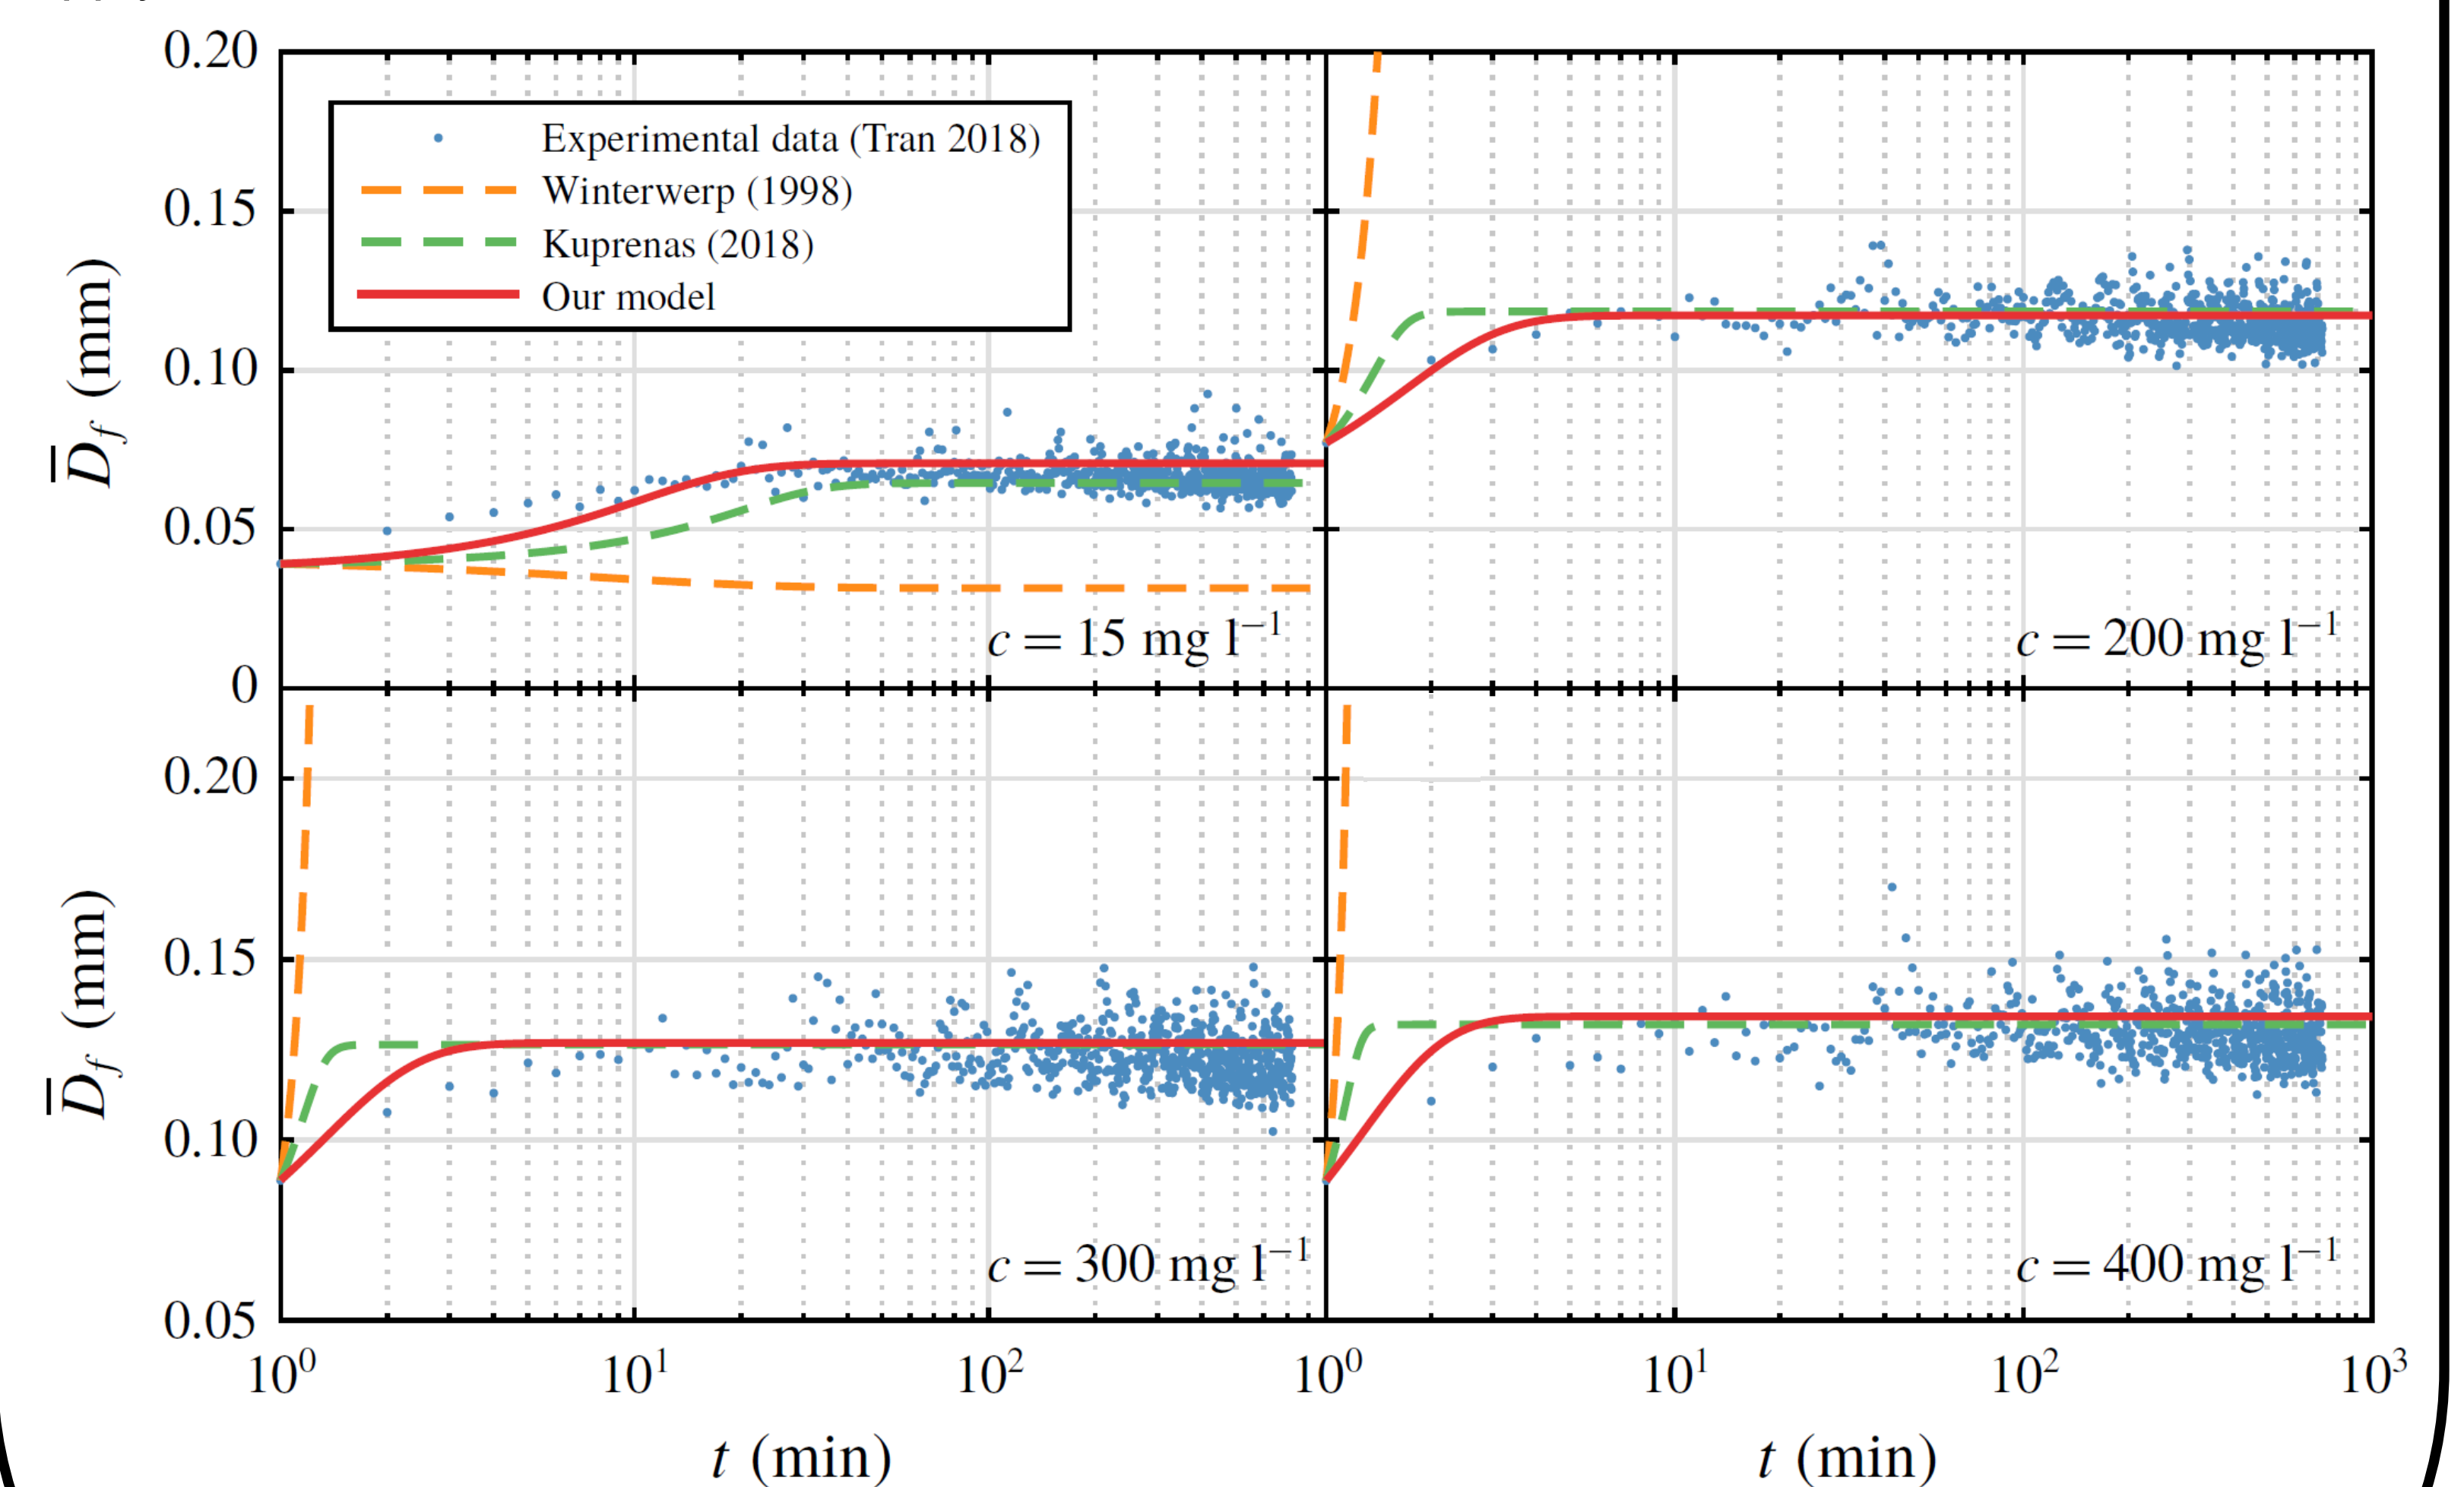 0.20
0.15
0.10
0.05
0
D̄f (mm)
Experimental data (Tran 2018)
Winterwerp (1998)
Kuprenas (2018)
Our model
c = 15 mg l⁻¹
c = 200 mg l⁻¹
0.20
0.15
0.10
0.05
D̄f (mm)
c = 300 mg l⁻¹
c = 400 mg l⁻¹
10⁰ 10¹ 10² 10⁰ 10¹ 10² 10³
t (min) t (min)